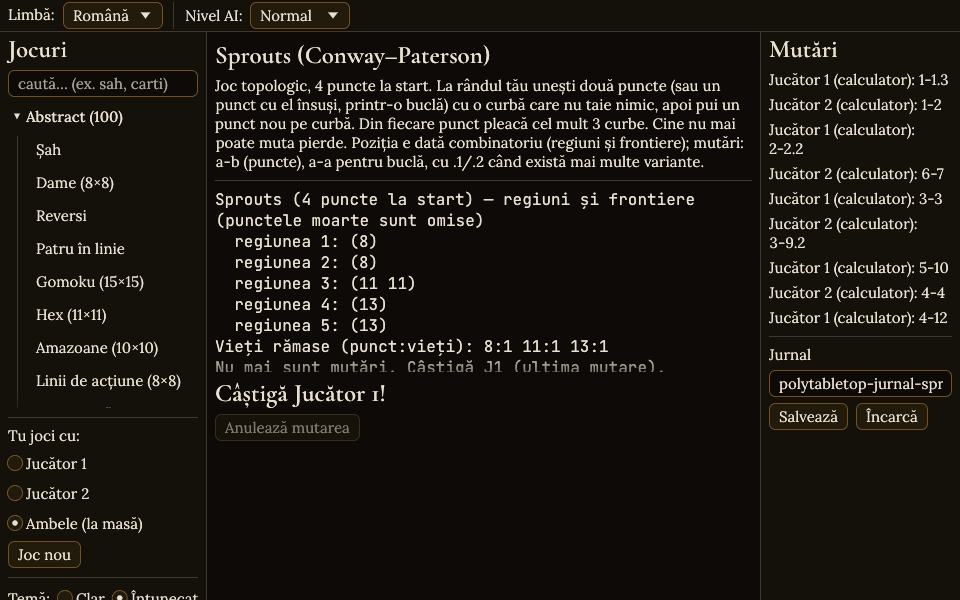 Limbă: Română ▼ Nivel AI: Normal ▼
Jocuri
caută... (ex. sah, carti)
▼ Abstract (100)
Șah
Dame (8×8)
Reversi
Patru în linie
Gomoku (15×15)
Hex (11×11)
Amazoane (10×10)
Linii de acțiune (8×8)
Tu joci cu:
Jucător 1
Jucător 2
Ambele (la masă)
Joc nou
Temă: Clar Întunecat
Sprouts (Conway–Paterson)
Joc topologic, 4 puncte la start. La rândul tău unești două puncte (sau un
punct cu el însuși, printr-o buclă) cu o curbă care nu taie nimic, apoi pui un
punct nou pe curbă. Din fiecare punct pleacă cel mult 3 curbe. Cine nu mai
poate muta pierde. Poziția e dată combinatoriu (regiuni și frontiere); mutări:
a-b (puncte), a-a pentru buclă, cu .1/.2 când există mai multe variante.
Sprouts (4 puncte la start) — regiuni și frontiere
(punctele moarte sunt omise)
regiunea 1: (8)
regiunea 2: (8)
regiunea 3: (11 11)
regiunea 4: (13)
regiunea 5: (13)
Vieți rămase (punct:vieți): 8:1 11:1 13:1
Nu mai sunt mutări. Câștigă J1 (ultima mutare).
Câștigă Jucător 1!
Anulează mutarea
Mutări
Jucător 1 (calculator): 1-1.3
Jucător 2 (calculator): 1-2
Jucător 1 (calculator):
2-2.2
Jucător 2 (calculator): 6-7
Jucător 1 (calculator): 3-3
Jucător 2 (calculator):
3-9.2
Jucător 1 (calculator): 5-10
Jucător 2 (calculator): 4-4
Jucător 1 (calculator): 4-12
Jurnal
polytabletop-jurnal-spr
Salvează Încarcă